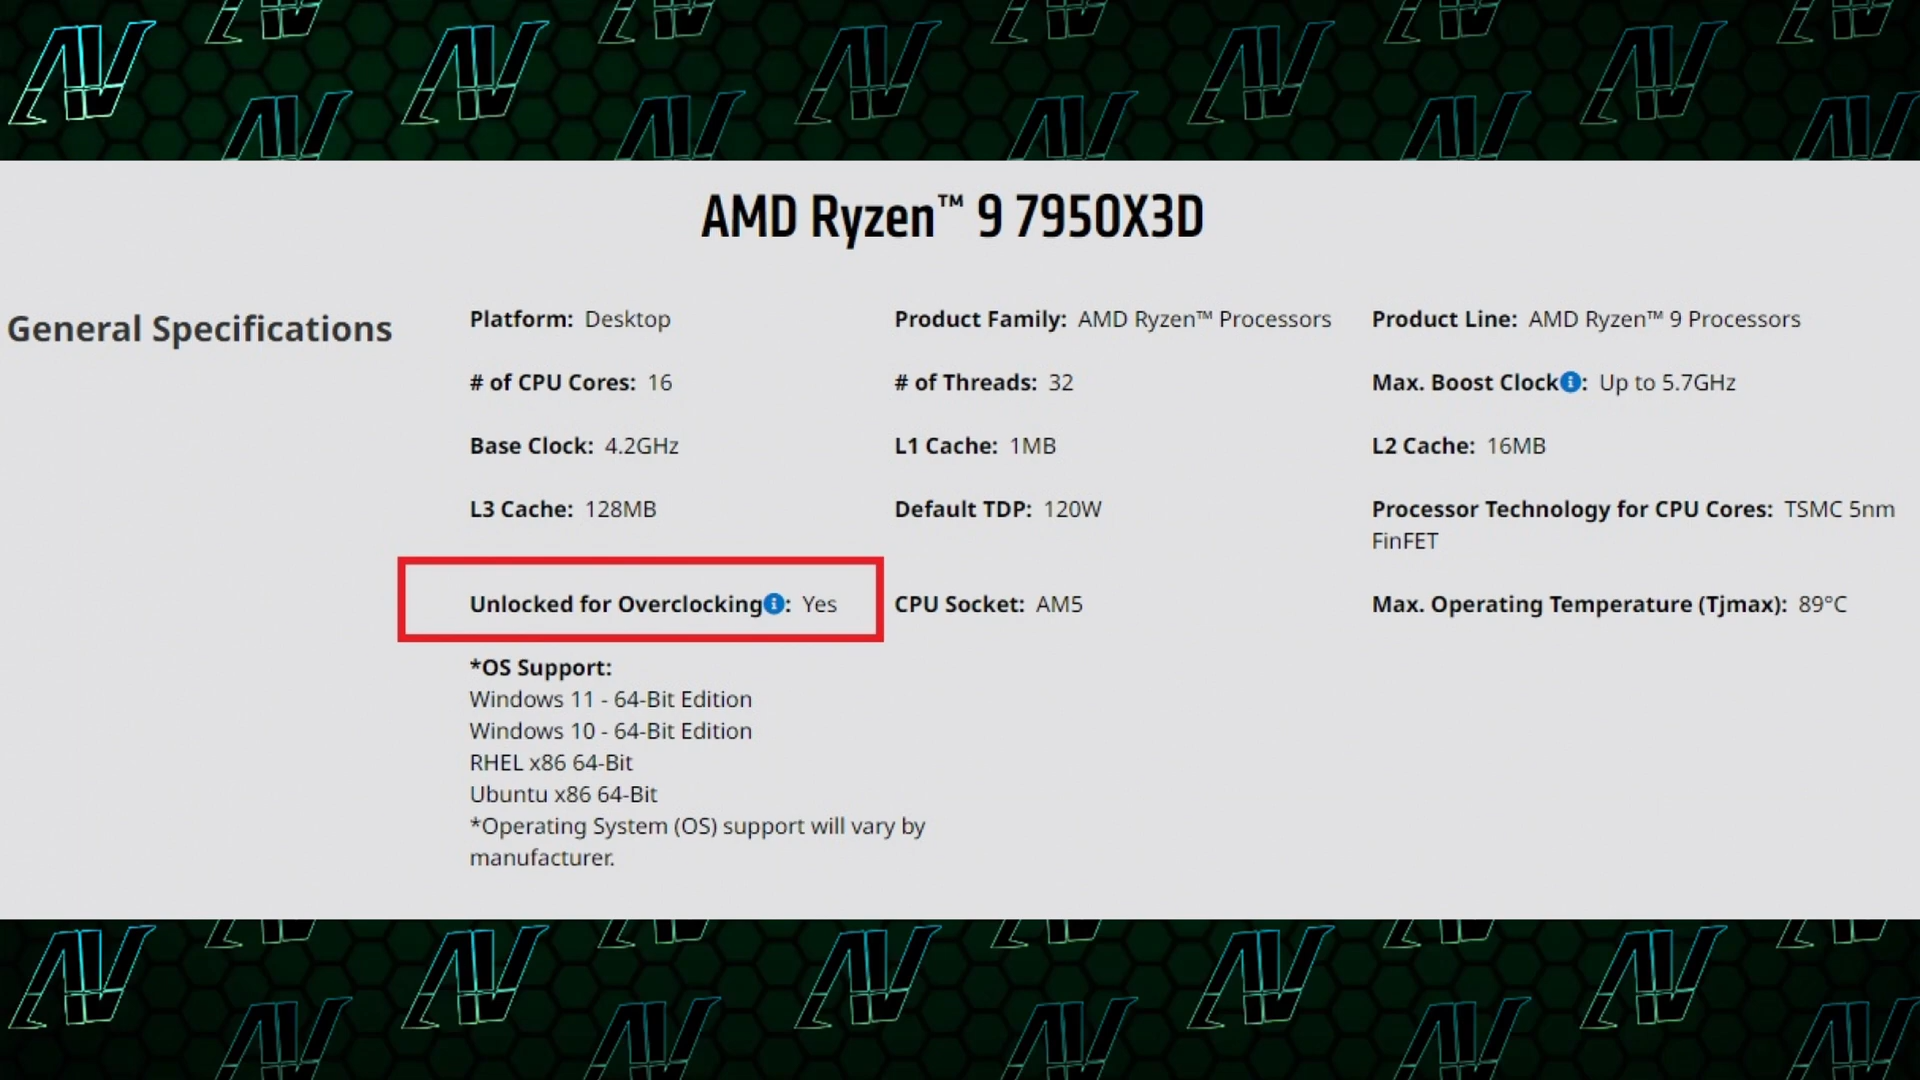 AMD Ryzen™ 9 7950X3D
General Specifications
Platform: Desktop
Product Family: AMD Ryzen™ Processors
Product Line: AMD Ryzen™ 9 Processors
# of CPU Cores: 16
# of Threads: 32
Max. Boost Clock: Up to 5.7GHz
Base Clock: 4.2GHz
L1 Cache: 1MB
L2 Cache: 16MB
L3 Cache: 128MB
Default TDP: 120W
Processor Technology for CPU Cores: TSMC 5nm
FinFET
Unlocked for Overclocking: Yes
CPU Socket: AM5
Max. Operating Temperature (Tjmax): 89°C
*OS Support:
Windows 11 - 64-Bit Edition
Windows 10 - 64-Bit Edition
RHEL x86 64-Bit
Ubuntu x86 64-Bit
*Operating System (OS) support will vary by
manufacturer.